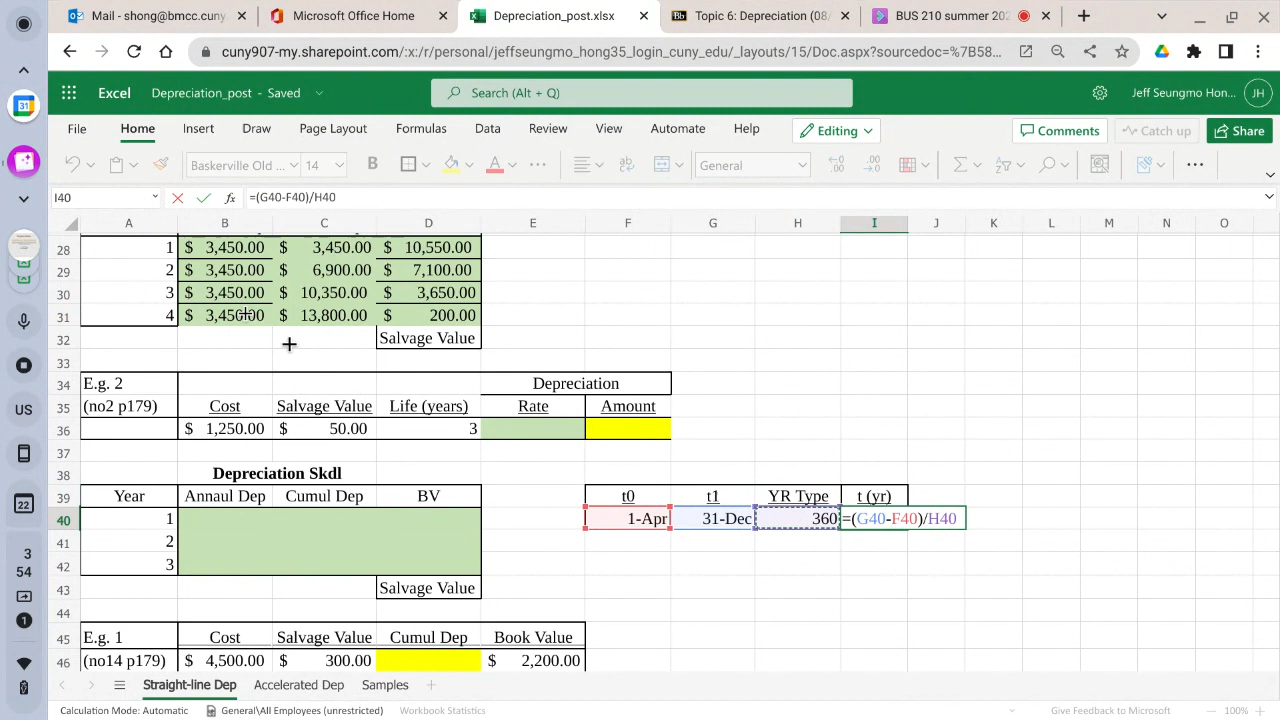 Mail - shong@bmcc.cuny
Microsoft Office Home
Depreciation_post.xlsx
Topic 6: Depreciation (08/
BUS 210 summer 202
cuny907-my.sharepoint.com/:x:/r/personal/jeffseungmo_hong35_login_cuny_edu/_layouts/15/Doc.aspx?sourcedoc=%7B58...
Excel Depreciation_post - Saved Search (Alt + Q) Jeff Seungmo Hon... JH
File Home Insert Draw Page Layout Formulas Data Review View Automate Help Editing Comments Catch up Share
Baskerville Old ... 14 B A General
I40 fx =(G40-F40)/H40
A B C D E F G H I J K L M N O
28 1 $ 3,450.00 $ 3,450.00 $ 10,550.00
29 2 $ 3,450.00 $ 6,900.00 $ 7,100.00
30 3 $ 3,450.00 $ 10,350.00 $ 3,650.00
31 4 $ 3,450.00 $ 13,800.00 $ 200.00
32 Salvage Value
33
34 E.g. 2 Depreciation
35 (no2 p179) Cost Salvage Value Life (years) Rate Amount
36 $ 1,250.00 $ 50.00 3
37
38 Depreciation Skdl
39 Year Annaul Dep Cumul Dep BV t0 t1 YR Type t (yr)
40 1 1-Apr 31-Dec 360 =(G40-F40)/H40
41 2
42 3
43 Salvage Value
44
45 E.g. 1 Cost Salvage Value Cumul Dep Book Value
46 (no14 p179) $ 4,500.00 $ 300.00 $ 2,200.00
Straight-line Dep Accelerated Dep Samples
Calculation Mode: Automatic General\All Employees (unrestricted) Workbook Statistics Give Feedback to Microsoft 100%
31
US
22
3
54
1